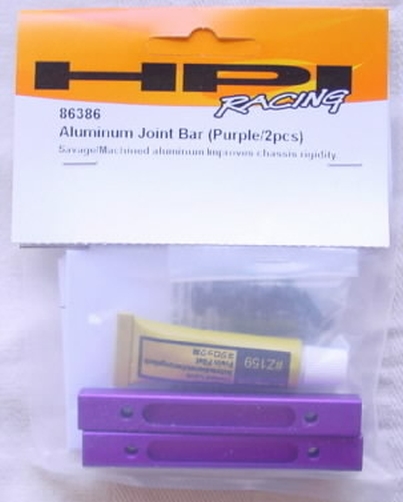 HPI
RACING
86386
Aluminum Joint Bar (Purple/2pcs)
Savage/Machined aluminum Improves chassis rigidity
#Z159